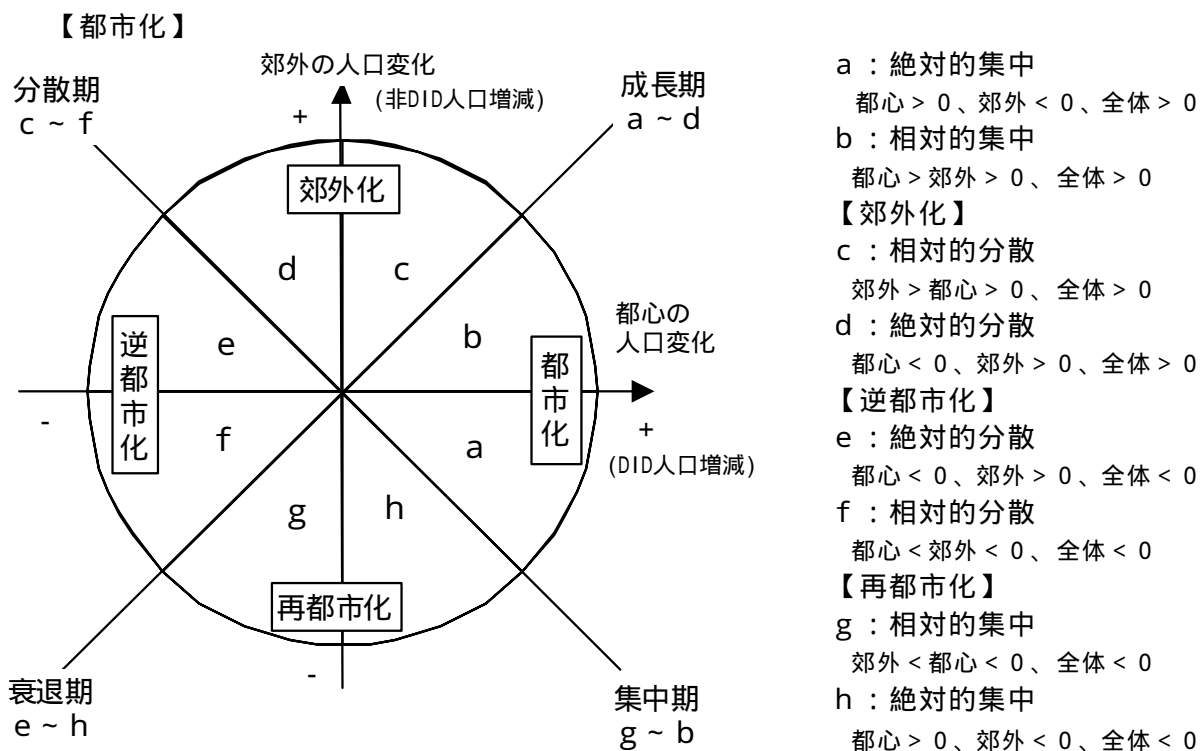 【都市化】
郊外の人口変化
(非DID人口増減)
+
分散期
c ~ f
成長期
a ~ d
郊外化
d
c
e
b
逆都市化
都心の
人口変化
都市化
-
+
(DID人口増減)
f
a
g
h
再都市化
-
衰退期
e ~ h
集中期
g ~ b
a ：絶対的集中
都心> 0、郊外< 0、全体> 0
b ：相対的集中
都心>郊外> 0、全体> 0
【郊外化】
c ：相対的分散
郊外>都心> 0、全体> 0
d ：絶対的分散
都心< 0、郊外> 0、全体> 0
【逆都市化】
e ：絶対的分散
都心< 0、郊外> 0、全体< 0
f ：相対的分散
都心<郊外< 0、全体< 0
【再都市化】
g ：相対的集中
郊外<都心< 0、全体< 0
h ：絶対的集中
都心> 0、郊外< 0、全体< 0